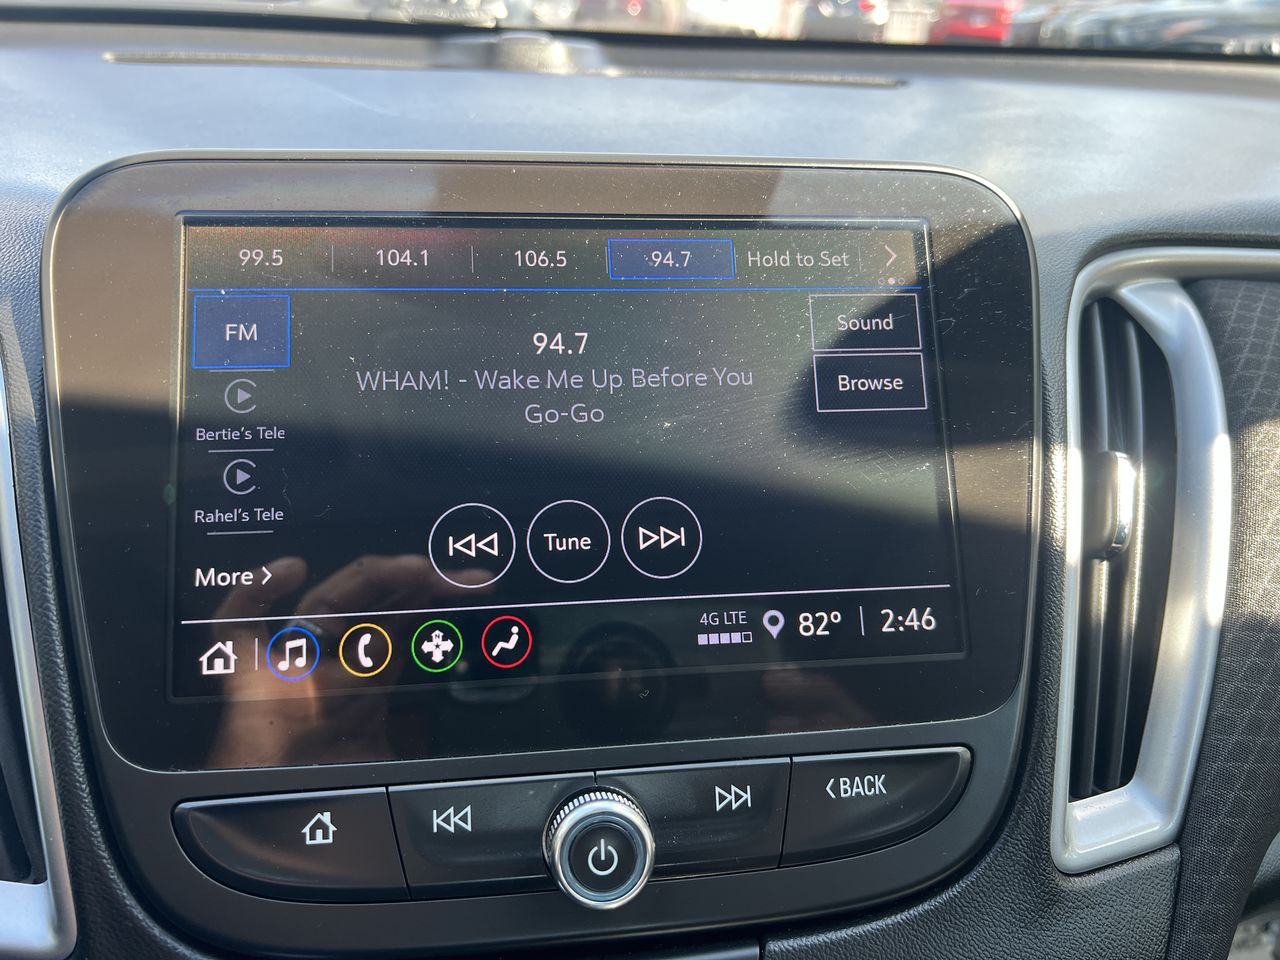 99.5
104.1
106.5
94.7
Hold to Set
FM
94.7
WHAM! - Wake Me Up Before You
Go-Go
Sound
Browse
Bertie's Tele
Rahel's Tele
Tune
More
4G LTE
82°
2:46
BACK